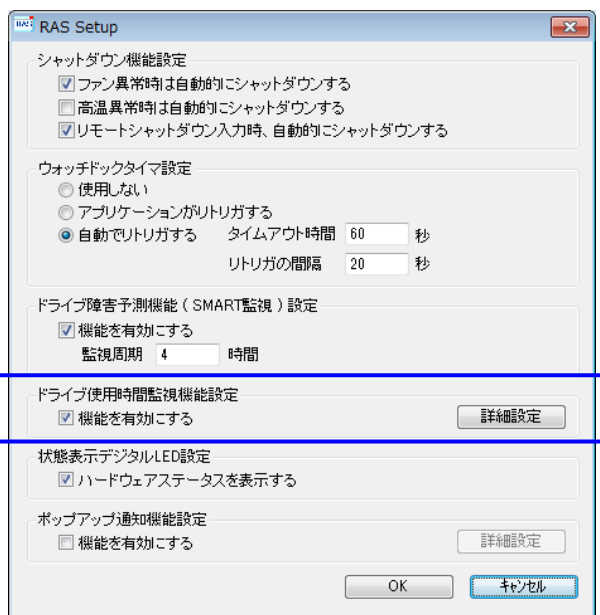 RAS RAS Setup
シャットダウン機能設定
ファン異常時は自動的にシャットダウンする
高温異常時は自動的にシャットダウンする
リモートシャットダウン入力時、自動的にシャットダウンする
ウォッチドックタイマ設定
使用しない
アプリケーションがリトリガする
自動でリトリガする タイムアウト時間 60 秒
リトリガの間隔 20 秒
ドライブ障害予測機能 ( SMART監視 ) 設定
機能を有効にする
監視周期 4 時間
ドライブ使用時間監視機能設定
機能を有効にする 詳細設定
状態表示デジタルLED設定
ハードウェアステータスを表示する
ポップアップ通知機能設定
機能を有効にする 詳細設定
OK キャンセル